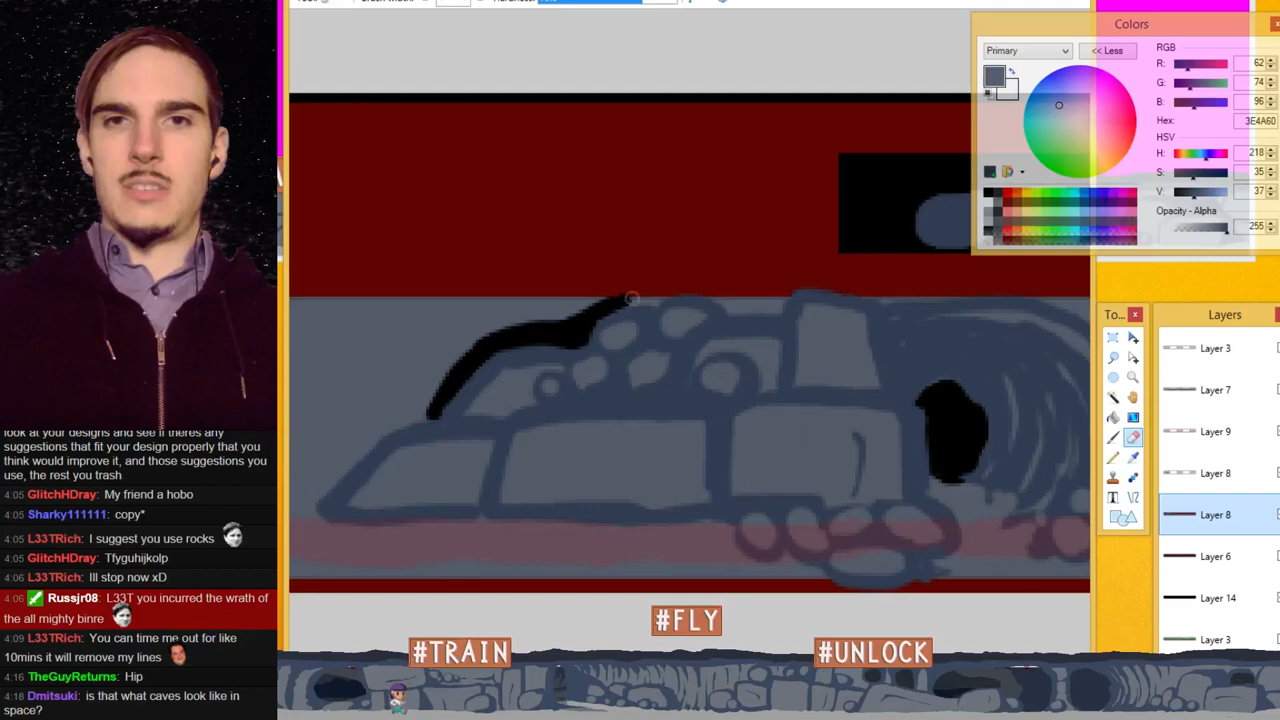 Colors
Primary
<< Less
RGB
R: 62
G: 74
B: 96
Hex: 3E4A60
HSV
H: 218
S: 35
V: 37
Opacity - Alpha
255
To...
Layers
Layer 3
Layer 7
Layer 9
Layer 8
Layer 8
Layer 6
Layer 14
Layer 3
look at your designs and see if theres any
suggestions that fit your design properly that you
think would improve it, and those suggestions you
use, the rest you trash
4:05 GlitchHDray: My friend a hobo
4:05 Sharky111111: copy*
4:05 L33TRich: I suggest you use rocks
4:05 GlitchHDray: Tfyguhijkolp
4:06 L33TRich: Ill stop now xD
4:06 Russjr08: L33T you incurred the wrath of
the all mighty binre
4:09 L33TRich: You can time me out for like
10mins it will remove my lines
4:16 TheGuyReturns: Hip
4:18 Dmitsuki: is that what caves look like in
space?
#FLY
#TRAIN
#UNLOCK